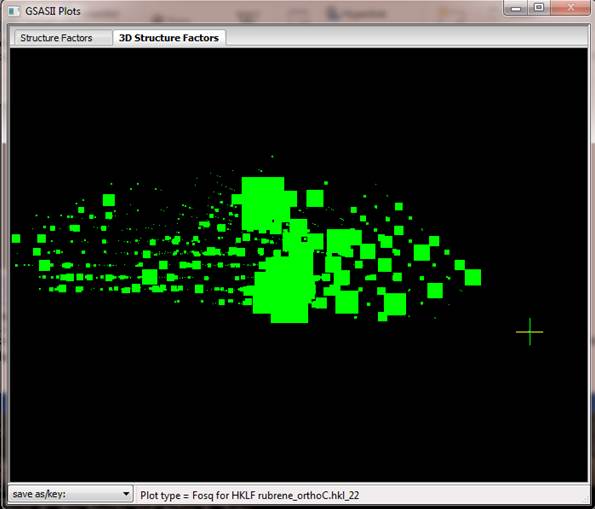 GSASII Plots
Structure Factors
3D Structure Factors
save as/key:
Plot type = Fosq for HKLF rubrene_orthoC.hkl_22